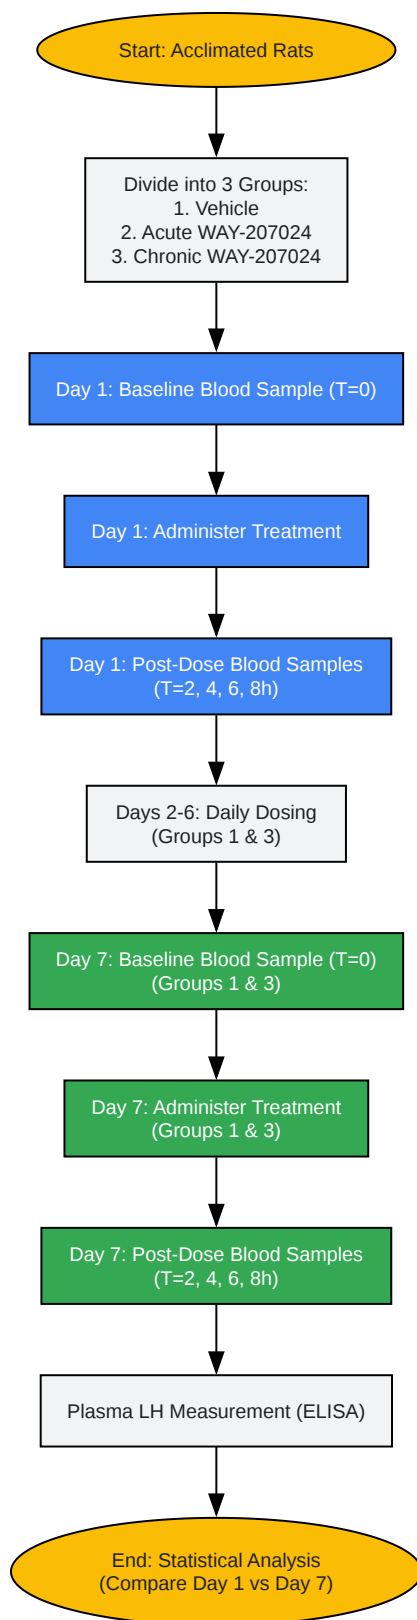 Start: Acclimated Rats
Divide into 3 Groups:
1. Vehicle
2. Acute WAY-207024
3. Chronic WAY-207024
Day 1: Baseline Blood Sample (T=0)
Day 1: Administer Treatment
Day 1: Post-Dose Blood Samples
(T=2, 4, 6, 8h)
Days 2-6: Daily Dosing
(Groups 1 & 3)
Day 7: Baseline Blood Sample (T=0)
(Groups 1 & 3)
Day 7: Administer Treatment
(Groups 1 & 3)
Day 7: Post-Dose Blood Samples
(T=2, 4, 6, 8h)
Plasma LH Measurement (ELISA)
End: Statistical Analysis
(Compare Day 1 vs Day 7)